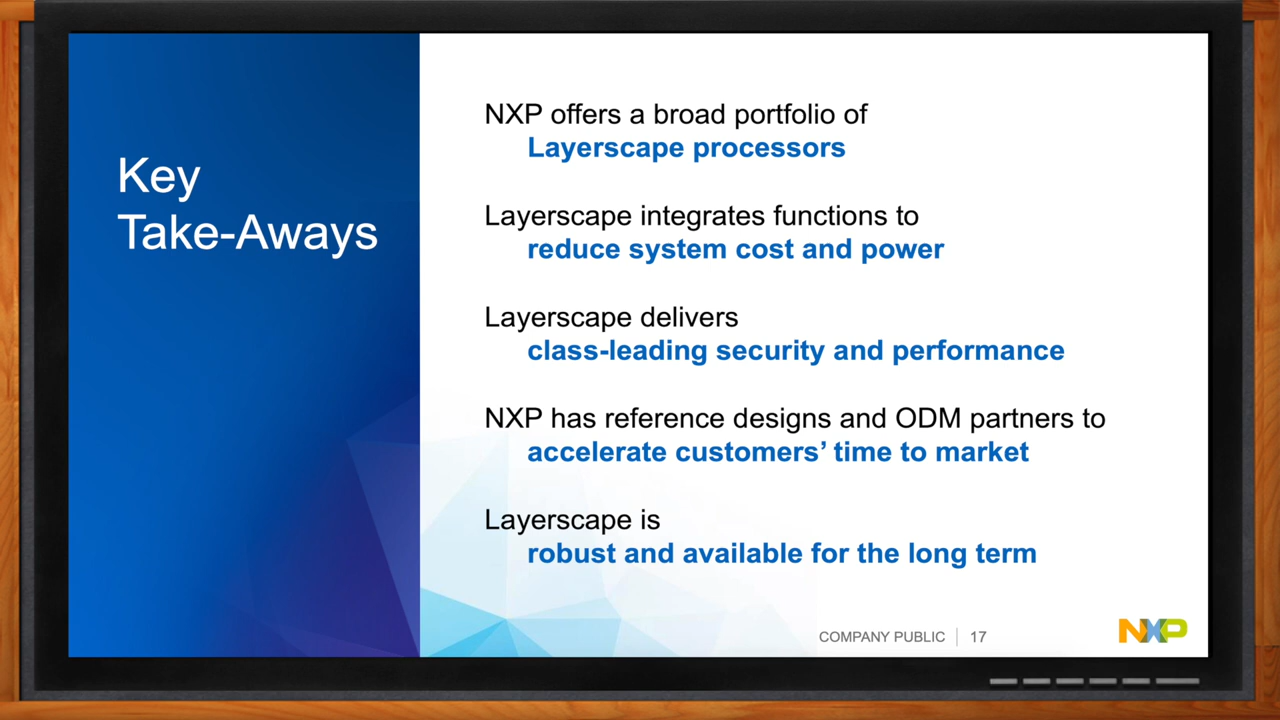 Key
Take-Aways
NXP offers a broad portfolio of
Layerscape processors
Layerscape integrates functions to
reduce system cost and power
Layerscape delivers
class-leading security and performance
NXP has reference designs and ODM partners to
accelerate customers’ time to market
Layerscape is
robust and available for the long term
COMPANY PUBLIC | 17
NXP